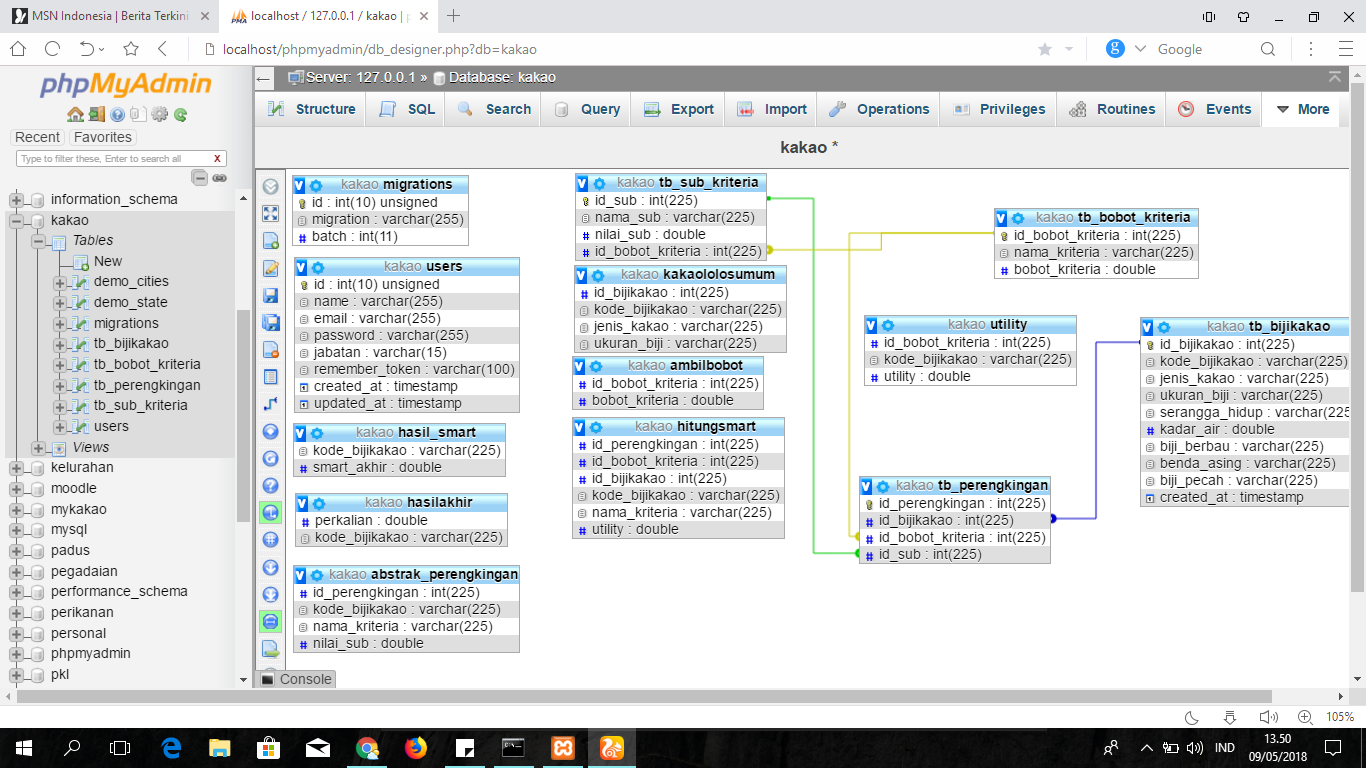 MSN Indonesia | Berita Terkini
localhost / 127.0.0.1 / kakao | p
localhost/phpmyadmin/db_designer.php?db=kakao
Google
phpMyAdmin
Recent Favorites
Type to filter these, Enter to search all X
information_schema
kakao
Tables
New
demo_cities
demo_state
migrations
tb_bijikakao
tb_bobot_kriteria
tb_perengkingan
tb_sub_kriteria
users
Views
kelurahan
moodle
mykakao
mysql
padus
pegadaian
performance_schema
perikanan
personal
phpmyadmin
pkl
Server: 127.0.0.1 » Database: kakao
Structure SQL Search Query Export Import Operations Privileges Routines Events More
kakao *
kakao migrations
id : int(10) unsigned
migration : varchar(255)
batch : int(11)
kakao users
id : int(10) unsigned
name : varchar(255)
email : varchar(255)
password : varchar(255)
jabatan : varchar(15)
remember_token : varchar(100)
created_at : timestamp
updated_at : timestamp
kakao hasil_smart
kode_bijikakao : varchar(225)
smart_akhir : double
kakao hasilakhir
perkalian : double
kode_bijikakao : varchar(225)
kakao abstrak_perengkingan
id_perengkingan : int(225)
kode_bijikakao : varchar(225)
nama_kriteria : varchar(225)
nilai_sub : double
kakao tb_sub_kriteria
id_sub : int(225)
nama_sub : varchar(225)
nilai_sub : double
id_bobot_kriteria : int(225)
kakao kakaololosumum
id_bijikakao : int(225)
kode_bijikakao : varchar(225)
jenis_kakao : varchar(225)
ukuran_biji : varchar(225)
kakao ambilbobot
id_bobot_kriteria : int(225)
bobot_kriteria : double
kakao hitungsmart
id_perengkingan : int(225)
id_bobot_kriteria : int(225)
id_bijikakao : int(225)
kode_bijikakao : varchar(225)
nama_kriteria : varchar(225)
utility : double
kakao tb_bobot_kriteria
id_bobot_kriteria : int(225)
nama_kriteria : varchar(225)
bobot_kriteria : double
kakao utility
id_bobot_kriteria : int(225)
kode_bijikakao : varchar(225)
utility : double
kakao tb_perengkingan
id_perengkingan : int(225)
id_bijikakao : int(225)
id_bobot_kriteria : int(225)
id_sub : int(225)
kakao tb_bijikakao
id_bijikakao : int(225)
kode_bijikakao : varchar(225)
jenis_kakao : varchar(225)
ukuran_biji : varchar(225)
serangga_hidup : varchar(225
kadar_air : double
biji_berbau : varchar(225)
benda_asing : varchar(225)
biji_pecah : varchar(225)
created_at : timestamp
Console
105%
IND
13.50
09/05/2018